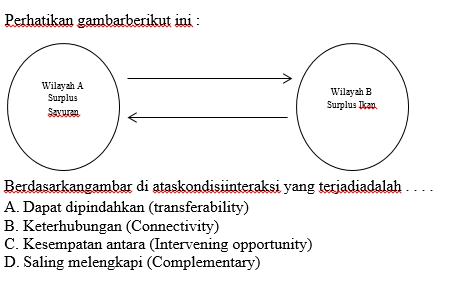 Perhatikan gambarberikut ini :
Wilayah A
Surplus
Sayuran
Wilayah B
Surplus Ikan
Berdasarkangambar di ataskondisiinteraksi yang terjadiadalah . . . .
A. Dapat dipindahkan (transferability)
B. Keterhubungan (Connectivity)
C. Kesempatan antara (Intervening opportunity)
D. Saling melengkapi (Complementary)